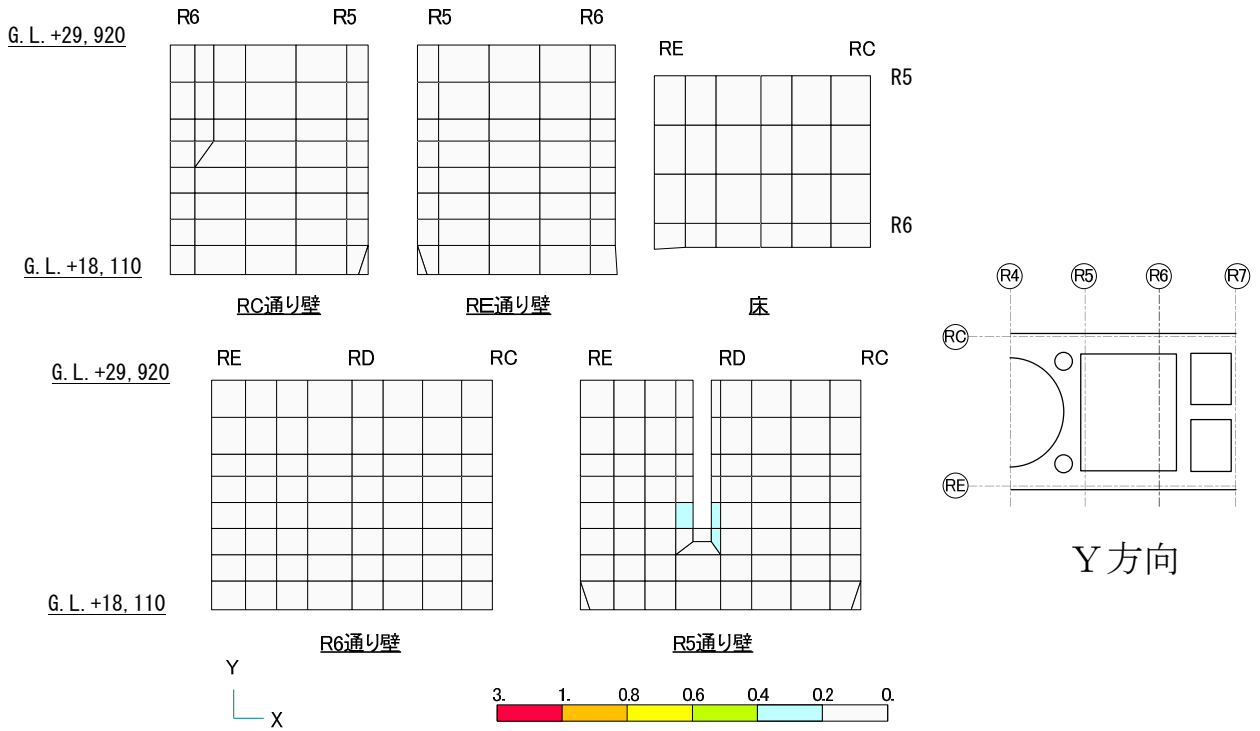 R6 R5 R5 R6
G.L.+29,920
RE RC
R5
R6
G.L.+18,110
RC通り壁 RE通り壁 床
R4 R5 R6 R7
RC
RE
Y方向
RE RD RC RE RD RC
G.L.+29,920
G.L.+18,110
R6通り壁 R5通り壁
Y
X
3. 1. 0.8 0.6 0.4 0.2 0.